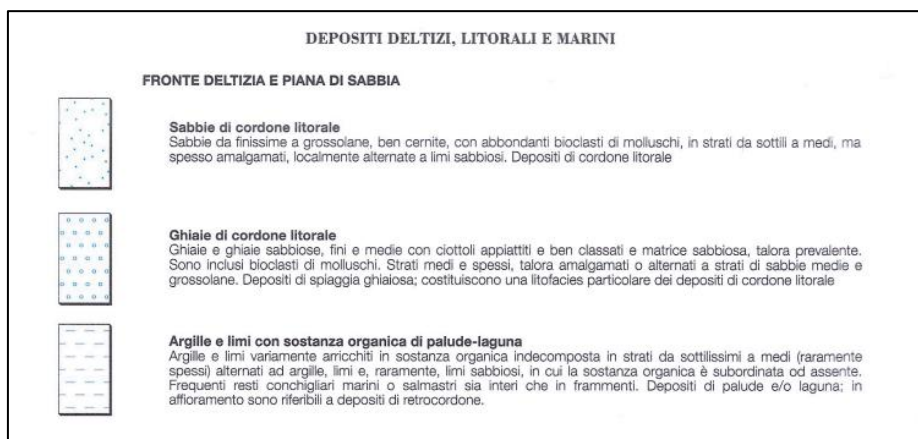 DEPOSITI DELTIZI, LITORALI E MARINI
FRONTE DELTIZIA E PIANA DI SABBIA
Sabbie di cordone litorale
Sabbie da finissime a grossolane, ben cernite, con abbondanti bioclasti di molluschi, in strati da sottili a medi, ma
spesso amalgamati, localmente alternate a limi sabbiosi. Depositi di cordone litorale
Ghiaie di cordone litorale
Ghiaie e ghiaie sabbiose, fini e medie con ciottoli appiattiti e ben classati e matrice sabbiosa, talora prevalente.
Sono inclusi bioclasti di molluschi. Strati medi e spessi, talora amalgamati o alternati a strati di sabbie medie e
grossolane. Depositi di spiaggia ghiaiosa; costituiscono una litofacies particolare dei depositi di cordone litorale
Argille e limi con sostanza organica di palude-laguna
Argille e limi variamente arricchiti in sostanza organica indecomposta in strati da sottilissimi a medi (raramente
spessi) alternati ad argille, limi e, raramente, limi sabbiosi, in cui la sostanza organica è subordinata od assente.
Frequenti resti conchigliari marini o salmastri sia interi che in frammenti. Depositi di palude e/o laguna; in
affioramento sono riferibili a depositi di retrocordone.